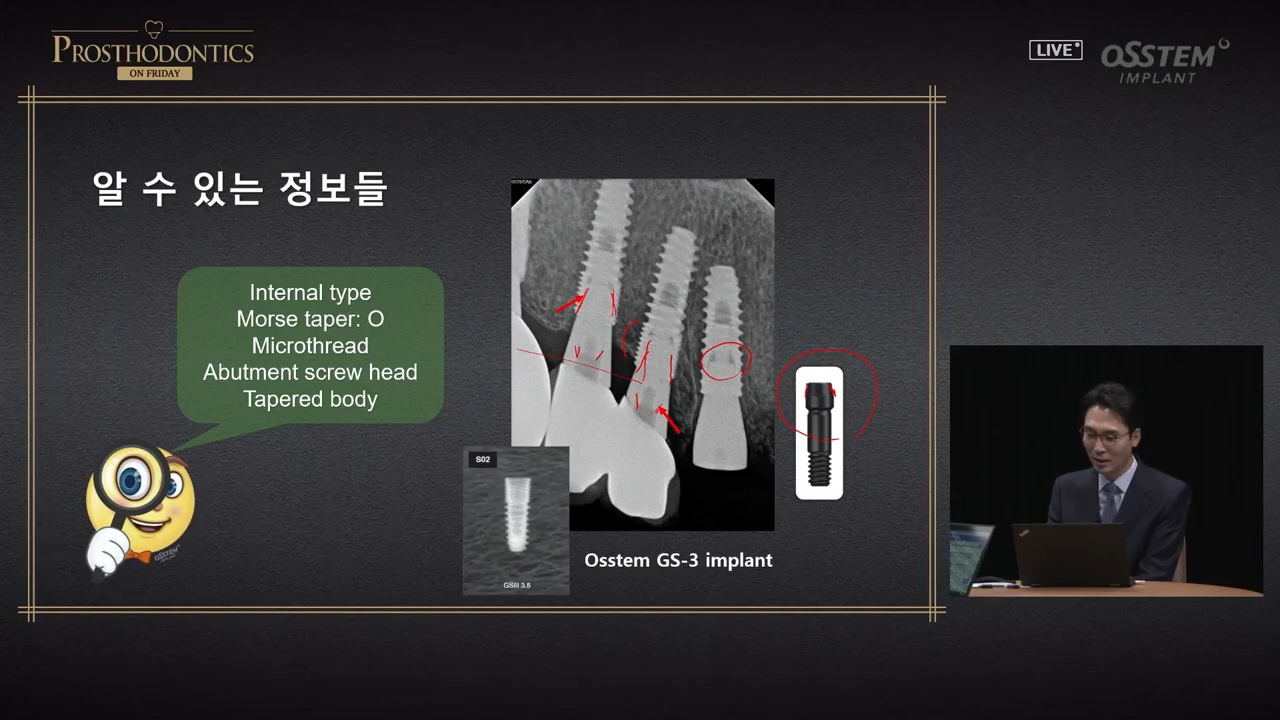 PROSTHODONTICS
ON FRIDAY
LIVE
OSSTEM
IMPLANT
알 수 있는 정보들
Internal type
Morse taper: O
Microthread
Abutment screw head
Tapered body
S02
GSIII 3.5
Osstem GS-3 implant
OSSTEM